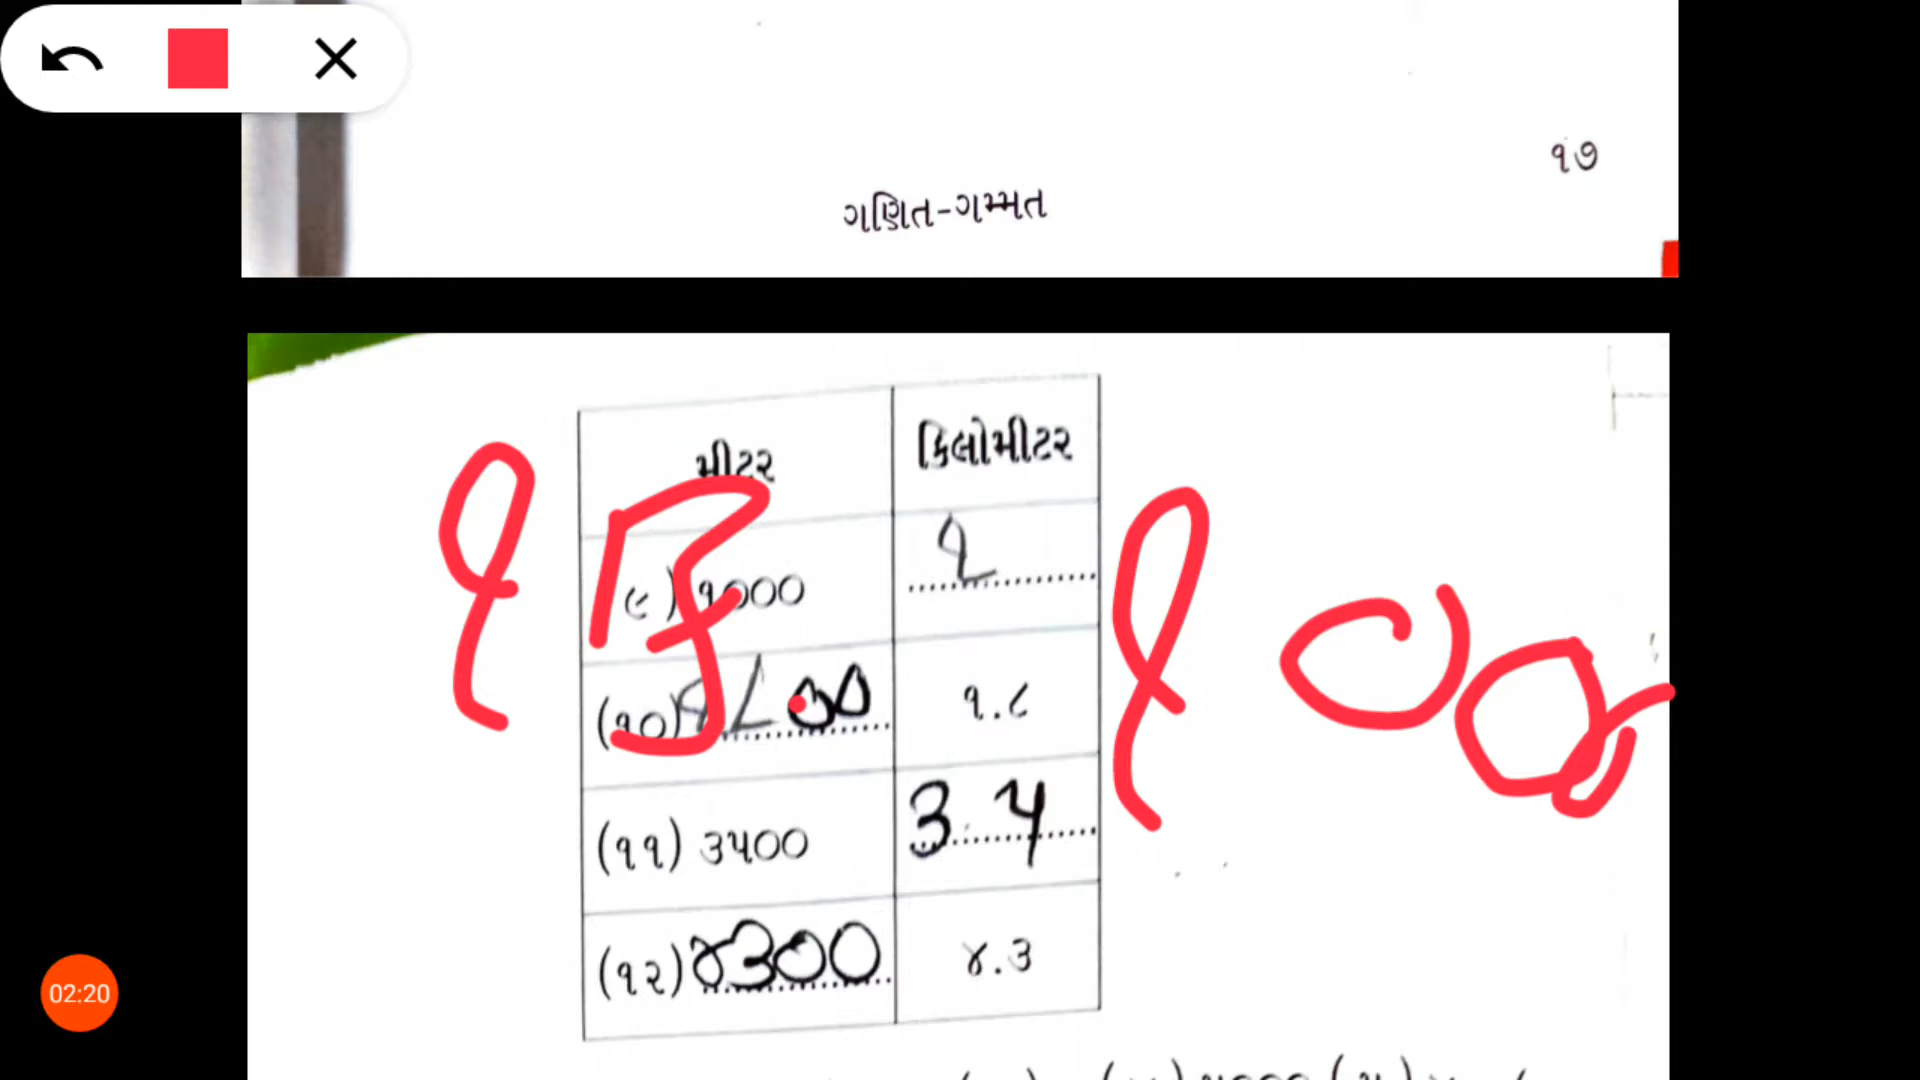 ૧૭
ગણિત-ગમ્મત
મીટર કિલોમીટર
(૯) ૧૦૦૦ ૧
(૧૦) ૧૮૦૦ ૧.૮
(૧૧) ૩૫૦૦ ૩.૫
(૧૨) ૪૩૦૦ ૪.૩
02:20